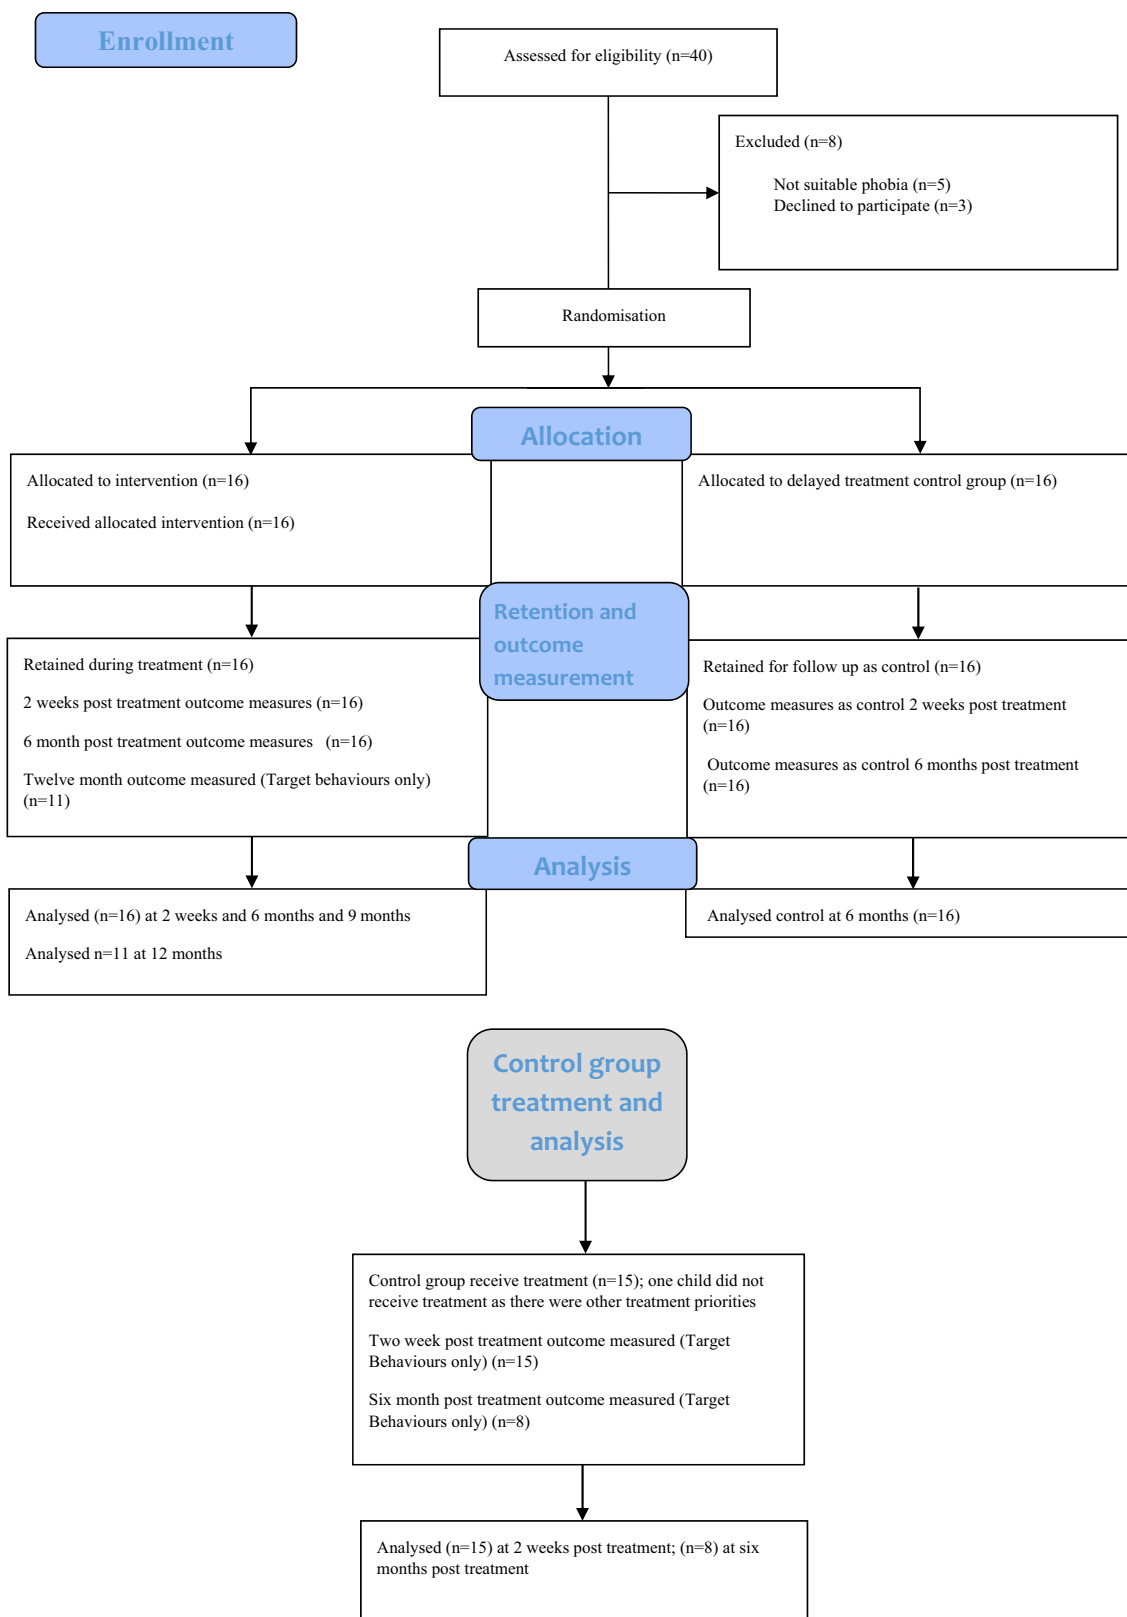 Enrollment
Assessed for eligibility (n=40)
Excluded (n=8)
Not suitable phobia (n=5)
Declined to participate (n=3)
Randomisation
Allocation
Allocated to intervention (n=16)
Received allocated intervention (n=16)
Allocated to delayed treatment control group (n=16)
Retention and
outcome
measurement
Retained during treatment (n=16)
2 weeks post treatment outcome measures (n=16)
6 month post treatment outcome measures (n=16)
Twelve month outcome measured (Target behaviours only)
(n=11)
Retained for follow up as control (n=16)
Outcome measures as control 2 weeks post treatment
(n=16)
Outcome measures as control 6 months post treatment
(n=16)
Analysis
Analysed (n=16) at 2 weeks and 6 months and 9 months
Analysed n=11 at 12 months
Analysed control at 6 months (n=16)
Control group
treatment and
analysis
Control group receive treatment (n=15); one child did not
receive treatment as there were other treatment priorities
Two week post treatment outcome measured (Target
Behaviours only) (n=15)
Six month post treatment outcome measured (Target
Behaviours only) (n=8)
Analysed (n=15) at 2 weeks post treatment; (n=8) at six
months post treatment